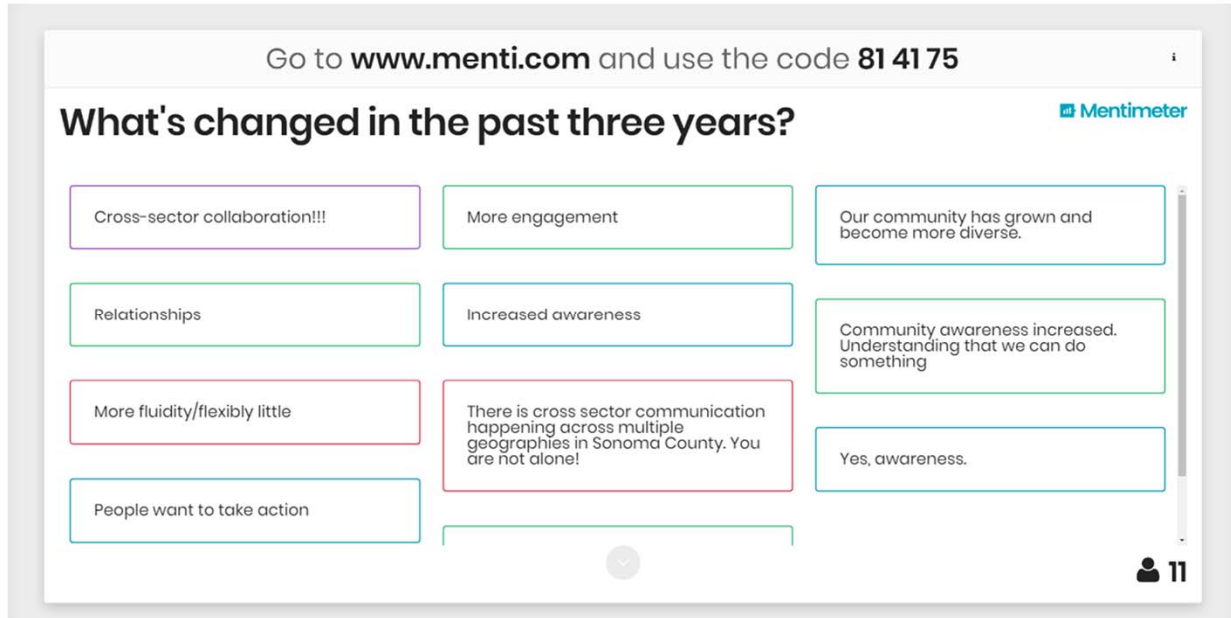 Go to www.menti.com and use the code 81 41 75
i
Mentimeter
What's changed in the past three years?
Cross-sector collaboration!!!
Relationships
More fluidity/flexibly little
People want to take action
More engagement
Increased awareness
There is cross sector communication
happening across multiple
geographies in Sonoma County. You
are not alone!
Our community has grown and
become more diverse.
Community awareness increased.
Understanding that we can do
something
Yes, awareness.
11